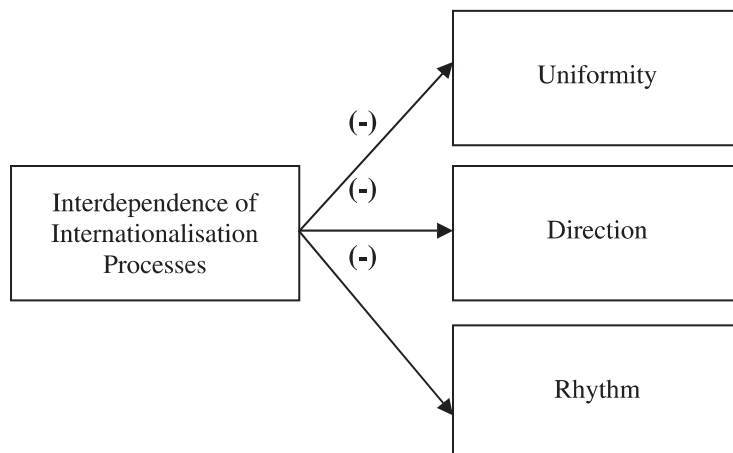 Uniformity
(-)
(-)
Interdependence of
Internationalisation
Processes
Direction
(-)
Rhythm